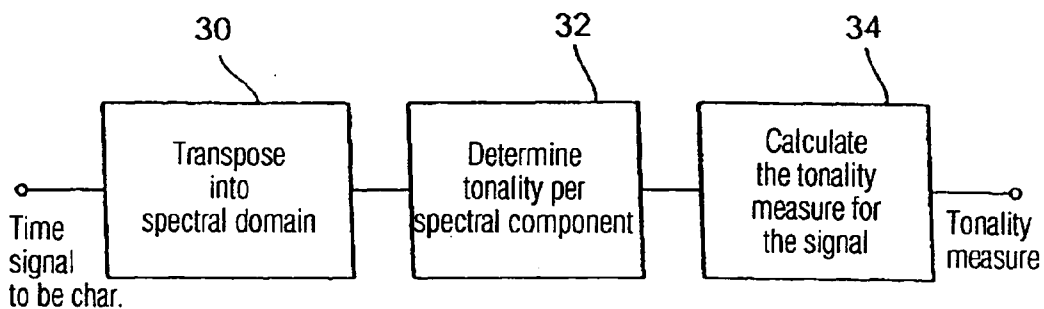 30
32
34
Transpose
into
spectral domain
Determine
tonality per
spectral component
Calculate
the tonality
measure for
the signal
Time
signal
to be char.
Tonality
measure